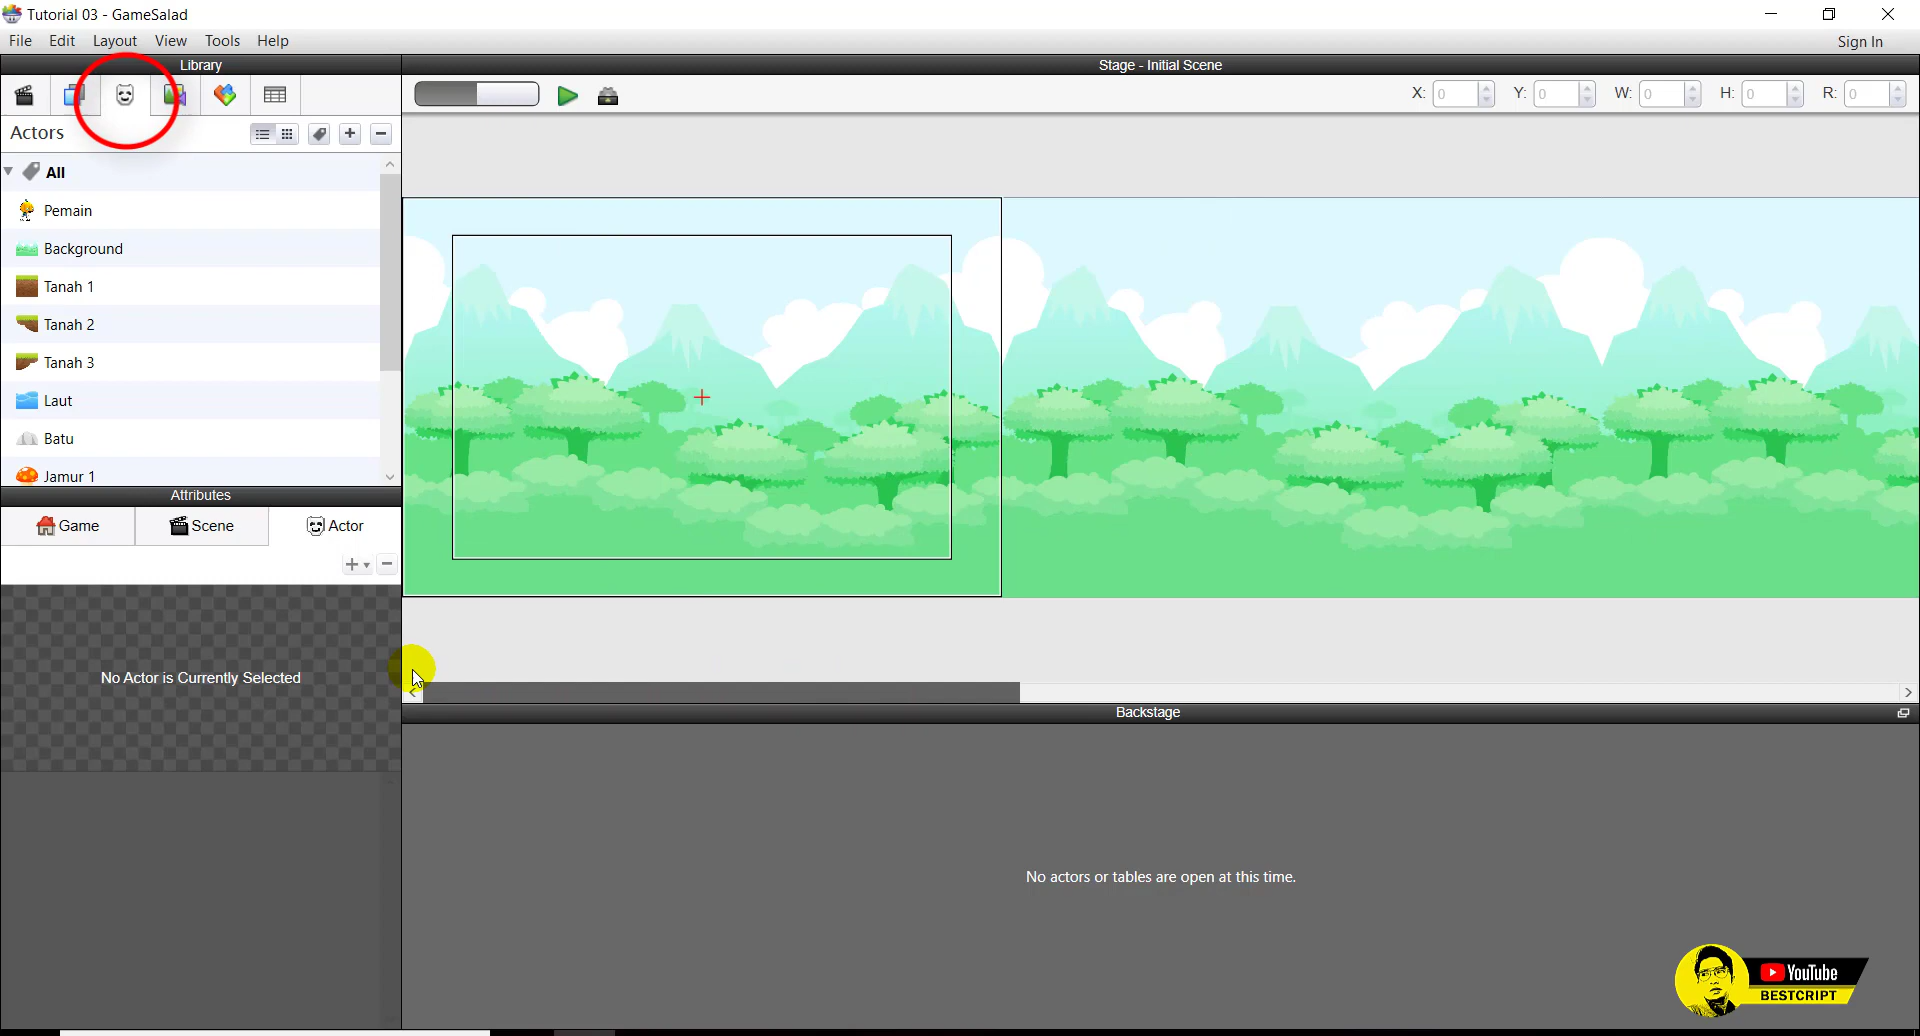 Tutorial 03 - GameSalad
File Edit Layout View Tools Help
Sign In
Library
Stage - Initial Scene
X: 0 Y: 0 W: 0 H: 0 R: 0
Actors
All
Pemain
Background
Tanah 1
Tanah 2
Tanah 3
Laut
Batu
Jamur 1
Attributes
Game Scene Actor
No Actor is Currently Selected
Backstage
No actors or tables are open at this time.
YouTube
BESTCRIPT